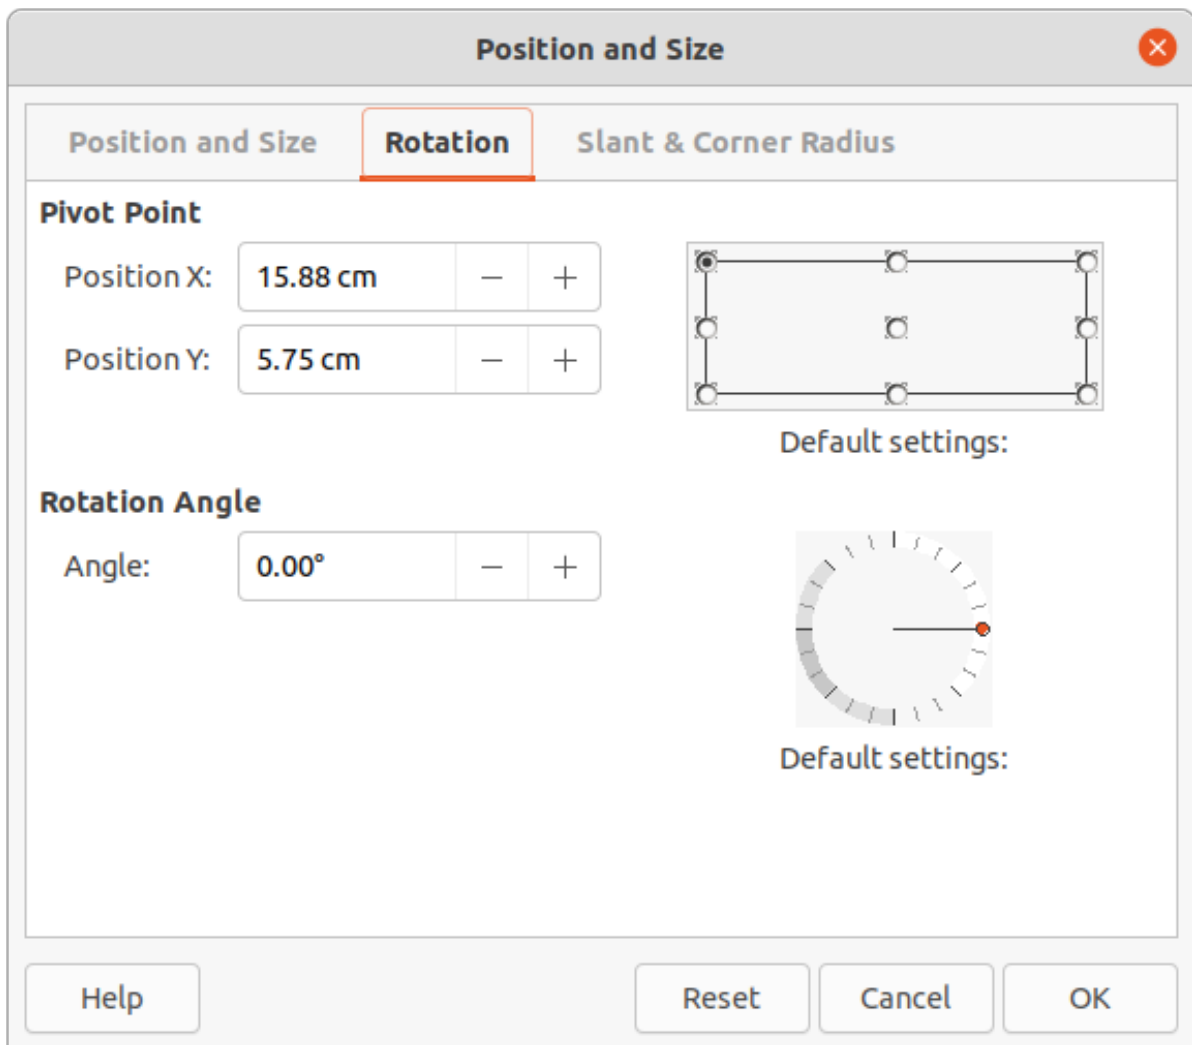 Position and Size
Position and Size Rotation Slant & Corner Radius
Pivot Point
Position X: 15.88 cm − +
Position Y: 5.75 cm − +
Default settings:
Rotation Angle
Angle: 0.00° − +
Default settings:
Help Reset Cancel OK